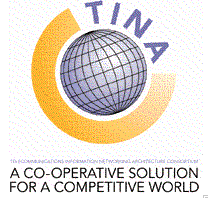 TINA
TELECOMMUNICATIONS INFORMATION NETWORKING ARCHITECTURE CONSORTIUM
A CO-OPERATIVE SOLUTION
FOR A COMPETITIVE WORLD